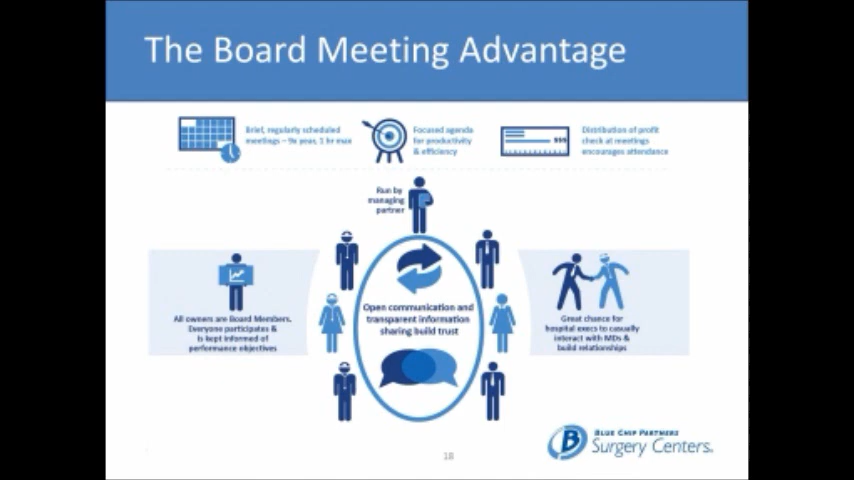 The Board Meeting Advantage
Brief, regularly scheduled
meetings – 9x year, 1 hr max
Focused agenda
for productivity
& efficiency
$$$
Distribution of profit
check at meetings
encourages attendance
Run by
managing
partner
All owners are Board Members.
Everyone participates &
is kept informed of
performance objectives
Open communication and
transparent information
sharing build trust
Great chance for
hospital execs to casually
interact with MDs &
build relationships
B
BLUE CHIP PARTNERS
Surgery Centers
18